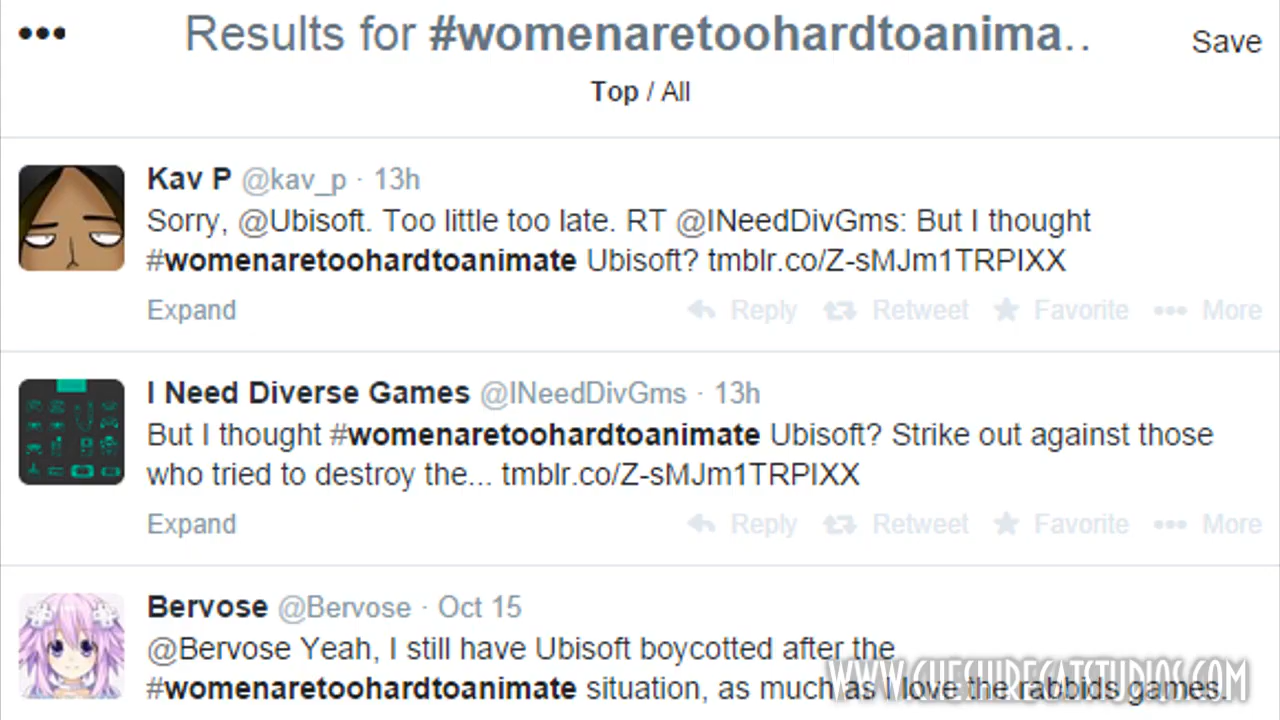 Results for #womenaretoohardtoanima..
Save
Top / All
Kav P @kav_p · 13h
Sorry, @Ubisoft. Too little too late. RT @INeedDivGms: But I thought
#womenaretoohardtoanimate Ubisoft? tmblr.co/Z-sMJm1TRPIXX
Expand Reply Retweet Favorite More
I Need Diverse Games @INeedDivGms · 13h
But I thought #womenaretoohardtoanimate Ubisoft? Strike out against those
who tried to destroy the... tmblr.co/Z-sMJm1TRPIXX
Expand Reply Retweet Favorite More
Bervose @Bervose · Oct 15
@Bervose Yeah, I still have Ubisoft boycotted after the
#womenaretoohardtoanimate situation, as much as I love the rabbids games.
WWW.CHESHIRECATSTUDIOS.COM